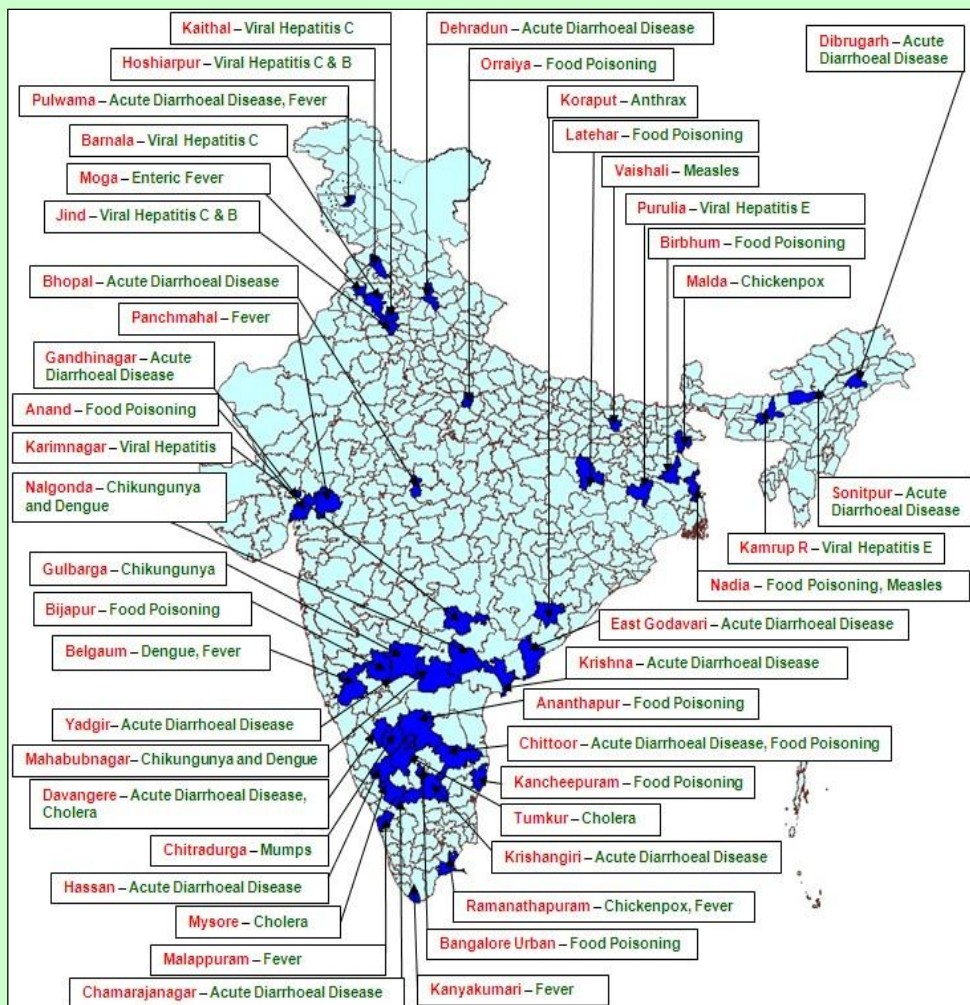 Kaithal – Viral Hepatitis C
Dehradun – Acute Diarrhoeal Disease
Dibrugarh – Acute
Diarrhoeal Disease
Hoshiarpur – Viral Hepatitis C & B
Orraiya – Food Poisoning
Pulwama – Acute Diarrhoeal Disease, Fever
Koraput – Anthrax
Barnala – Viral Hepatitis C
Latehar – Food Poisoning
Moga – Enteric Fever
Vaishali – Measles
Jind – Viral Hepatitis C & B
Purulia – Viral Hepatitis E
Birbhum – Food Poisoning
Bhopal – Acute Diarrhoeal Disease
Malda – Chickenpox
Panchmahal – Fever
Gandhinagar – Acute
Diarrhoeal Disease
Anand – Food Poisoning
Karimnagar – Viral Hepatitis
Nalgonda – Chikungunya
and Dengue
Sonitpur – Acute
Diarrhoeal Disease
Kamrup R – Viral Hepatitis E
Gulbarga – Chikungunya
Nadia – Food Poisoning, Measles
Bijapur – Food Poisoning
East Godavari – Acute Diarrhoeal Disease
Belgaum – Dengue, Fever
Krishna – Acute Diarrhoeal Disease
Ananthapur – Food Poisoning
Yadgir – Acute Diarrhoeal Disease
Chittoor – Acute Diarrhoeal Disease, Food Poisoning
Mahabubnagar – Chikungunya and Dengue
Kancheepuram – Food Poisoning
Davangere – Acute Diarrhoeal Disease,
Cholera
Tumkur – Cholera
Chitradurga – Mumps
Krishangiri – Acute Diarrhoeal Disease
Hassan – Acute Diarrhoeal Disease
Ramanathapuram – Chickenpox, Fever
Mysore – Cholera
Bangalore Urban – Food Poisoning
Malappuram – Fever
Chamarajanagar – Acute Diarrhoeal Disease
Kanyakumari – Fever